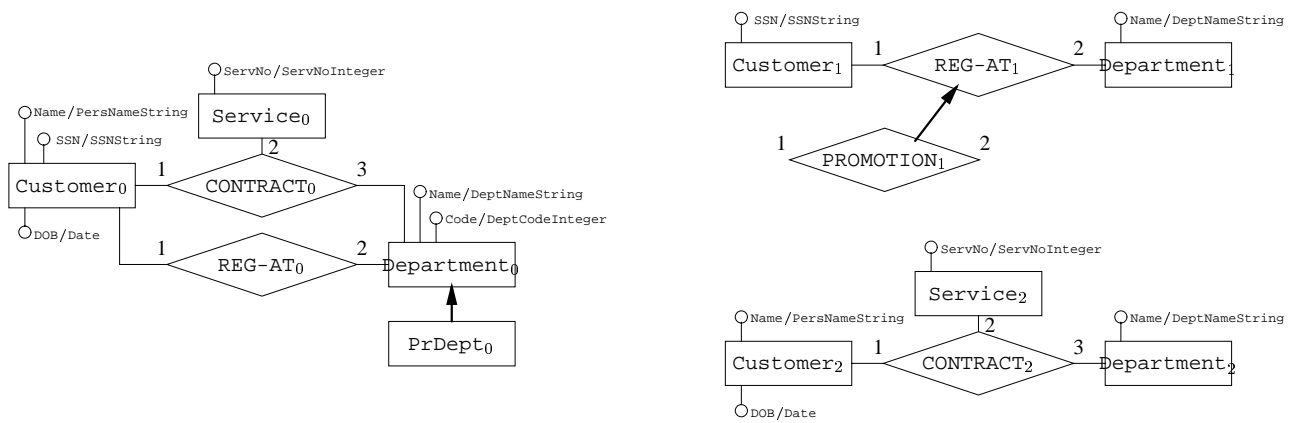 ServNo/ServNoInteger
Service₀
Name/PersNameString
SSN/SSNString
2
Customer₀
1
CONTRACT₀
3
Name/DeptNameString
Code/DeptCodeInteger
DOB/Date
1
REG-AT₀
2
Department₀
PrDept₀
SSN/SSNString
Name/DeptNameString
Customer₁
1
REG-AT₁
2
Department₁
1
PROMOTION₁
2
ServNo/ServNoInteger
Service₂
Name/PersNameString
2
Name/DeptNameString
Customer₂
1
CONTRACT₂
3
Department₂
DOB/Date